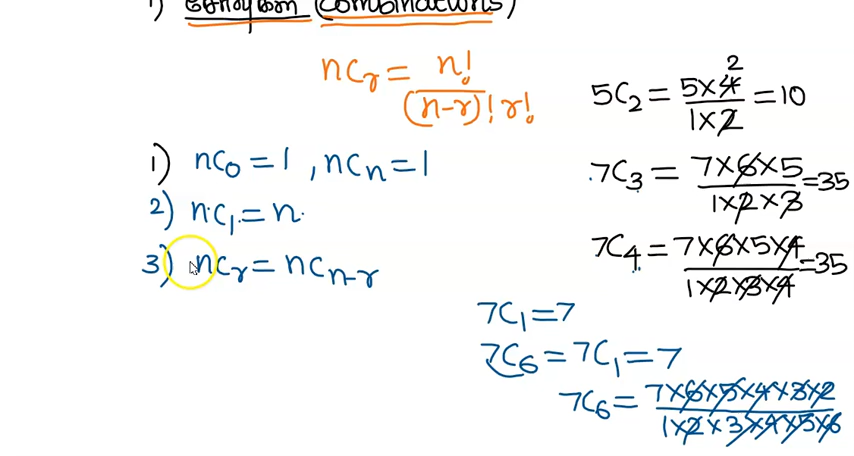 (Combinations)
nCr = n! / (n-r)! r!
1) nC₀ = 1 , nCn = 1
2) n.C₁. = n.
3) nCr = nCn-r
5C₂ = 5×4 / 1×2 = 10
2
.7C₃ = 7×6×5 / 1×2×3 = 35
7C₄ = 7×6×5×4 / 1×2×3×4 = 35
7C₁ = 7
7C₆ = 7C₁ = 7
7C₆ = 7×6×5×4×3×2 / 1×2×3×4×5×6